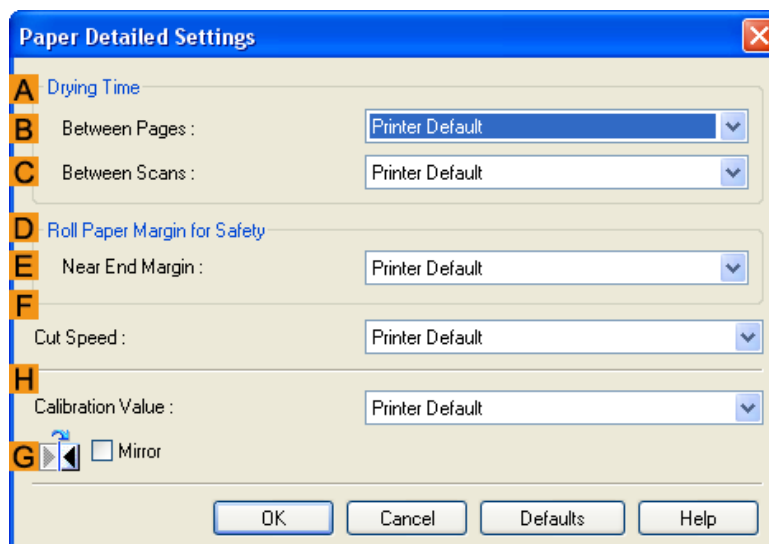 Paper Detailed Settings
A Drying Time
B Between Pages : Printer Default
C Between Scans : Printer Default
D Roll Paper Margin for Safety
E Near End Margin : Printer Default
F
Cut Speed : Printer Default
H
Calibration Value : Printer Default
G Mirror
OK Cancel Defaults Help